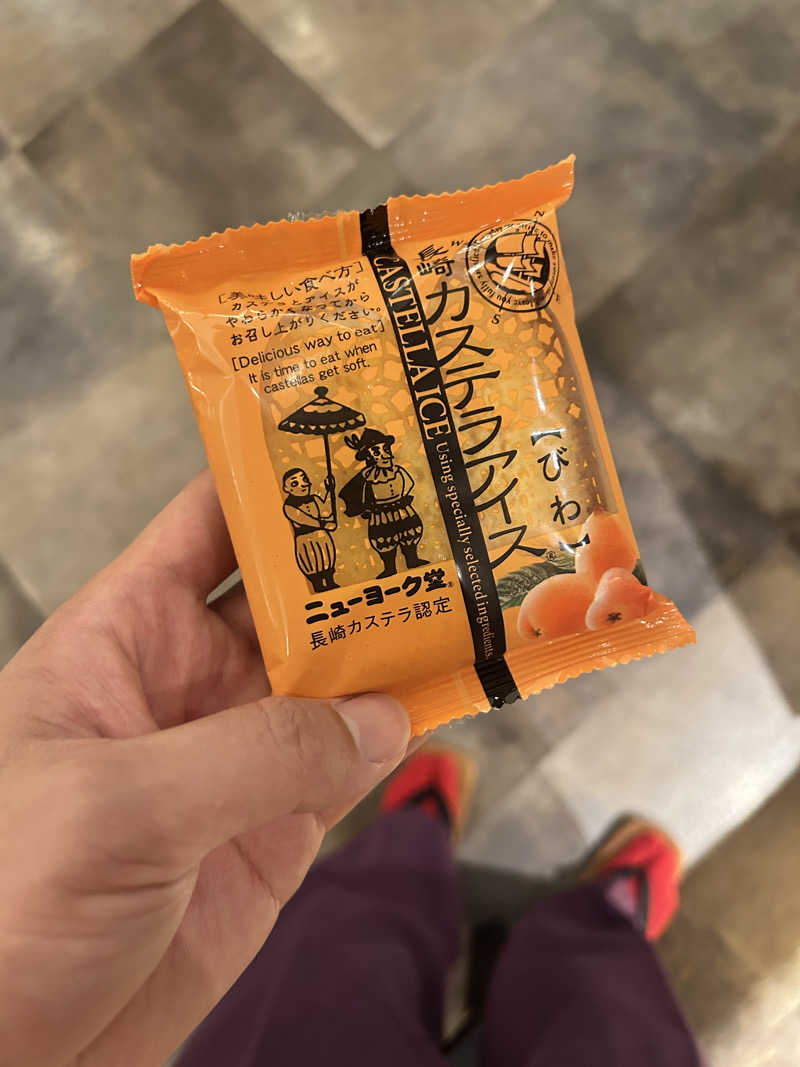 [美味しい食べ方]
カステラとアイスが
やわらかくなってから
お召し上がりください。
[Delicious way to eat]
It is time to eat when
castellas get soft.
ニューヨーク堂®
長崎カステラ認定
CASTELLA ICE Using specially selected ingredients.
長崎
カステラアイス®
【びわ】
N
W
S